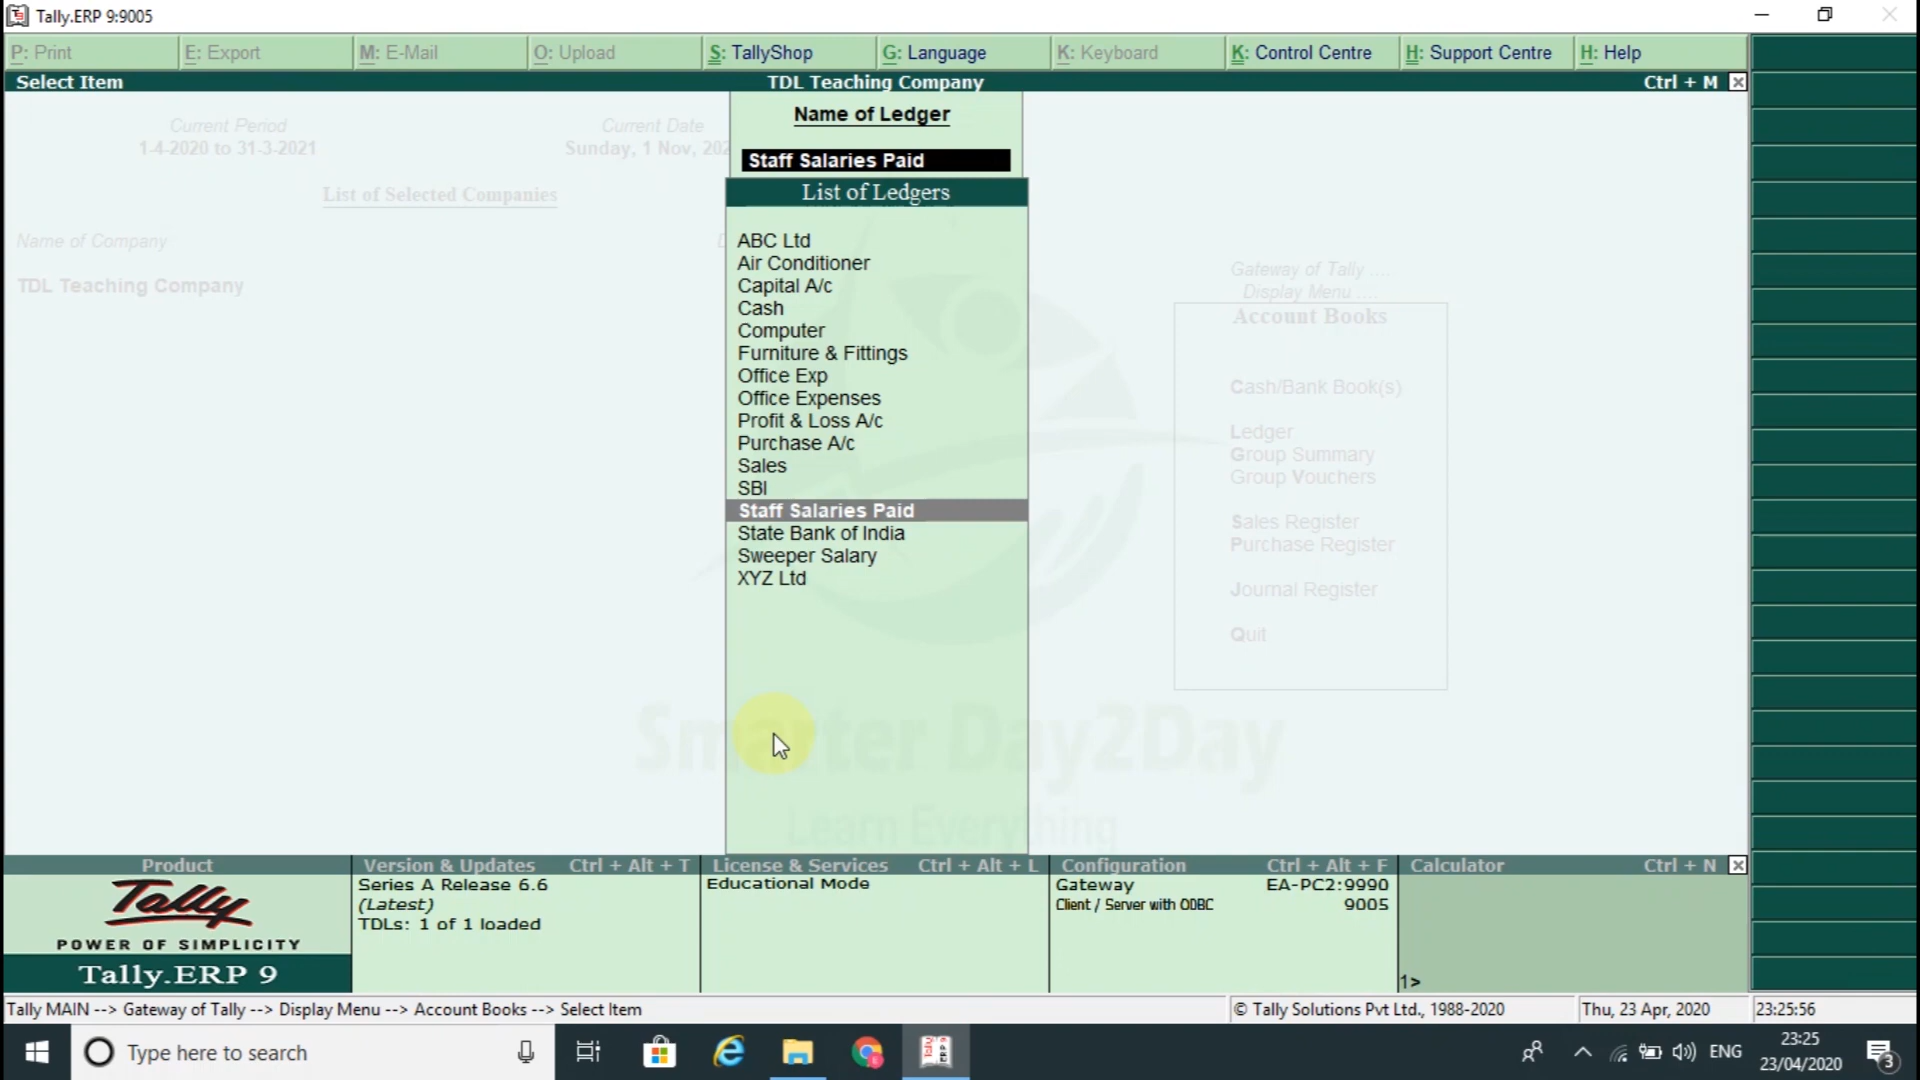 Tally.ERP 9:9005
P: Print E: Export M: E-Mail O: Upload S: TallyShop G: Language K: Keyboard K: Control Centre H: Support Centre H: Help
Select Item TDL Teaching Company Ctrl + M
Current Period Current Date
1-4-2020 to 31-3-2021 Sunday, 1 Nov, 202
List of Selected Companies
Name of Company
TDL Teaching Company
Name of Ledger
Staff Salaries Paid
List of Ledgers
ABC Ltd
Air Conditioner
Capital A/c
Cash
Computer
Furniture & Fittings
Office Exp
Office Expenses
Profit & Loss A/c
Purchase A/c
Sales
SBI
Staff Salaries Paid
State Bank of India
Sweeper Salary
XYZ Ltd
Gateway of Tally ....
Display Menu ....
Account Books
Cash/Bank Book(s)
Ledger
Group Summary
Group Vouchers
Sales Register
Purchase Register
Journal Register
Quit
Smarter Day2Day
Learn Everything
Product
Tally
POWER OF SIMPLICITY
Tally.ERP 9
Version & Updates Ctrl + Alt + T
Series A Release 6.6
(Latest)
TDLs: 1 of 1 loaded
License & Services Ctrl + Alt + L
Educational Mode
Configuration Ctrl + Alt + F
Gateway EA-PC2:9990
Client / Server with ODBC 9005
Calculator Ctrl + N
1>
Tally MAIN --> Gateway of Tally --> Display Menu --> Account Books --> Select Item © Tally Solutions Pvt Ltd., 1988-2020 Thu, 23 Apr, 2020 23:25:56
Type here to search
ENG
23:25
23/04/2020
3